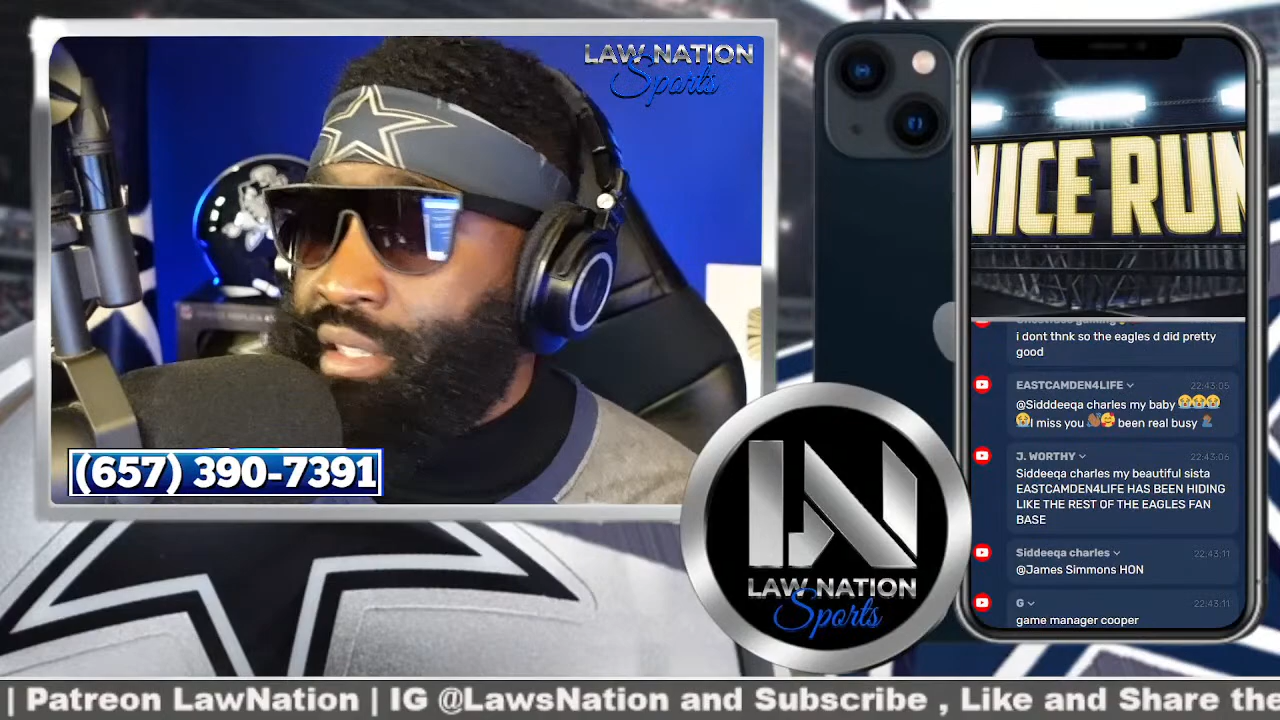 LAW NATION
Sports
(657) 390-7391
NICE RUN
i dont thnk so the eagles d did pretty
good
EASTCAMDEN4LIFE 22:43:05
@Sidddeeqa charles my baby 😭😭😭
😭I miss you 👋🏾🥰 been real busy 🤦🏾
J. WORTHY 22:43:06
Siddeeqa charles my beautiful sista
EASTCAMDEN4LIFE HAS BEEN HIDING
LIKE THE REST OF THE EAGLES FAN
BASE
Siddeeqa charles 22:43:11
@James Simmons HON
G 22:43:11
game manager cooper
LN
LAW NATION
Sports
| Patreon LawNation | IG @LawsNation and Subscribe , Like and Share the